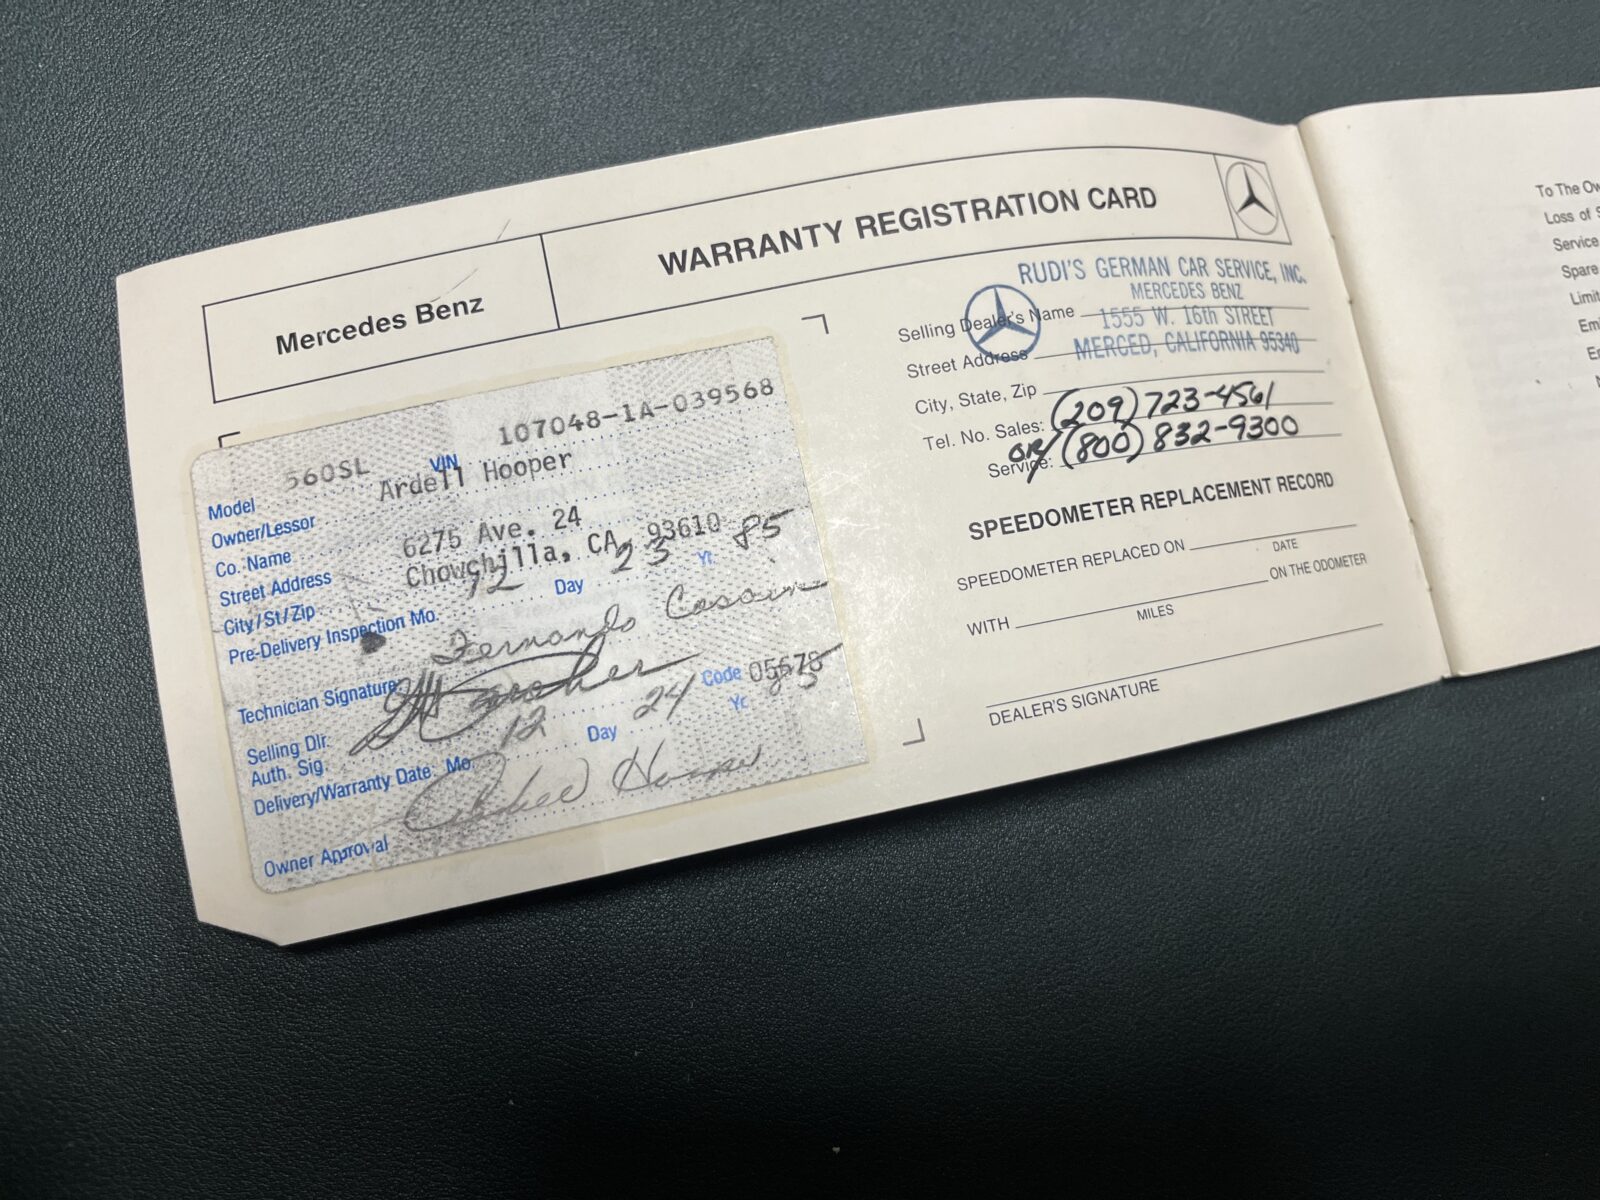 Mercedes Benz
WARRANTY REGISTRATION CARD
107048-1A-039568
Model 560SL VIN
Owner/Lessor Ardell Hooper
Co. Name
Street Address 6275 Ave. 24
City/St/Zip Chowchilla, CA 93610
Pre-Delivery Inspection Mo. 12 Day 23 Yr. 85
Technician Signature Fernando
Selling Dlr. Code 05678
Auth. Sig.
Delivery/Warranty Date Mo. 12 Day 24 Yr. 85
Owner Approval
RUDI'S GERMAN CAR SERVICE, INC.
MERCEDES BENZ
Selling Dealer's Name
1555 W. 16th STREET
Street Address
MERCED, CALIFORNIA 95340
City, State, Zip
Tel. No. Sales: (209) 723-4561
Service: OR (800) 832-9300
SPEEDOMETER REPLACEMENT RECORD
SPEEDOMETER REPLACED ON
DATE
WITH ON THE ODOMETER
MILES
DEALER'S SIGNATURE
To The
Loss of
Service
Spare